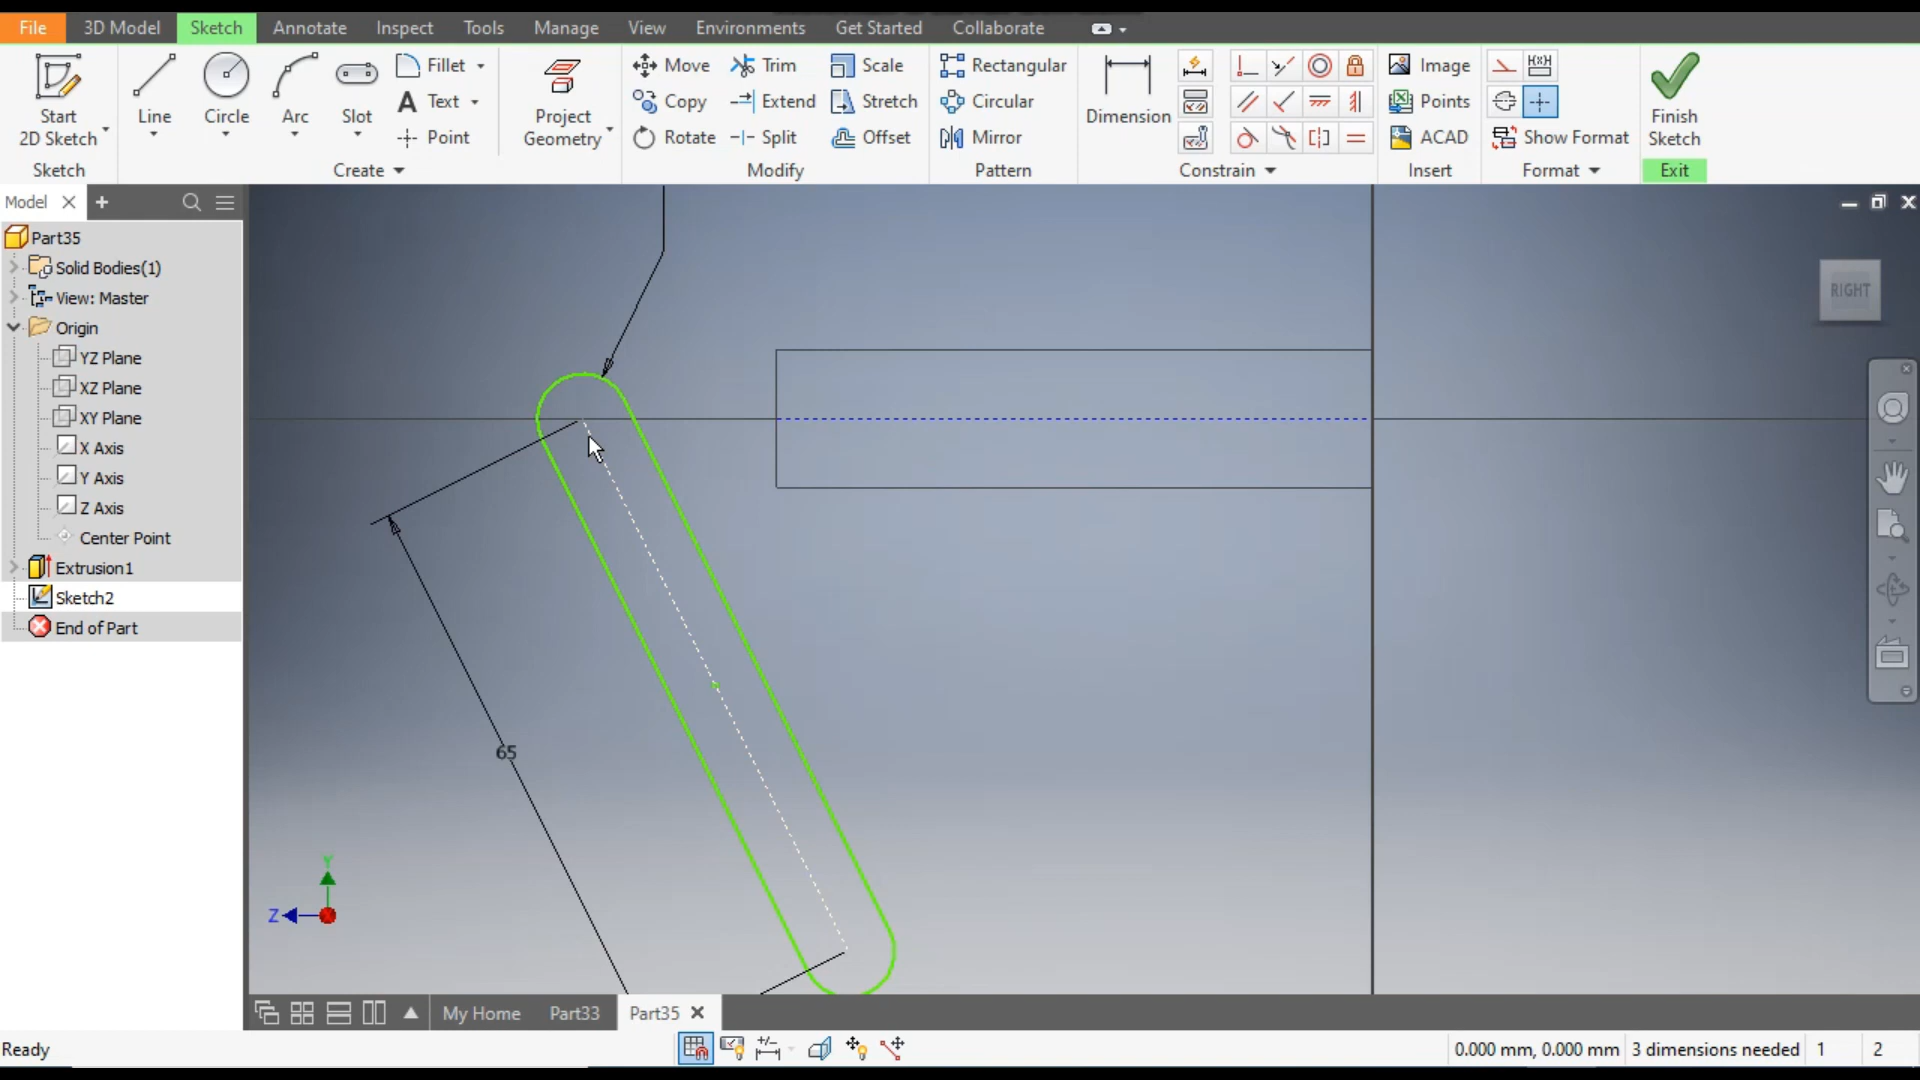 File 3D Model Sketch Annotate Inspect Tools Manage View Environments Get Started Collaborate
Start
2D Sketch
Line
Circle
Arc
Slot
Fillet
Text
Point
Project
Geometry
Move
Copy
Rotate
Trim
Extend
Split
Scale
Stretch
Offset
Rectangular
Circular
Mirror
Dimension
Image
Points
ACAD
Show Format
Finish
Sketch
Sketch Create Modify Pattern Constrain Insert Format Exit
Model
Part35
Solid Bodies(1)
View: Master
Origin
YZ Plane
XZ Plane
XY Plane
X Axis
Y Axis
Z Axis
Center Point
Extrusion1
Sketch2
End of Part
RIGHT
65
Y
Z
My Home Part33 Part35
Ready
0.000 mm, 0.000 mm 3 dimensions needed 1 2